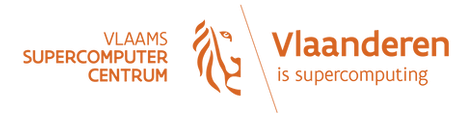 VLAAMS
SUPERCOMPUTER
CENTRUM
Vlaanderen
is supercomputing